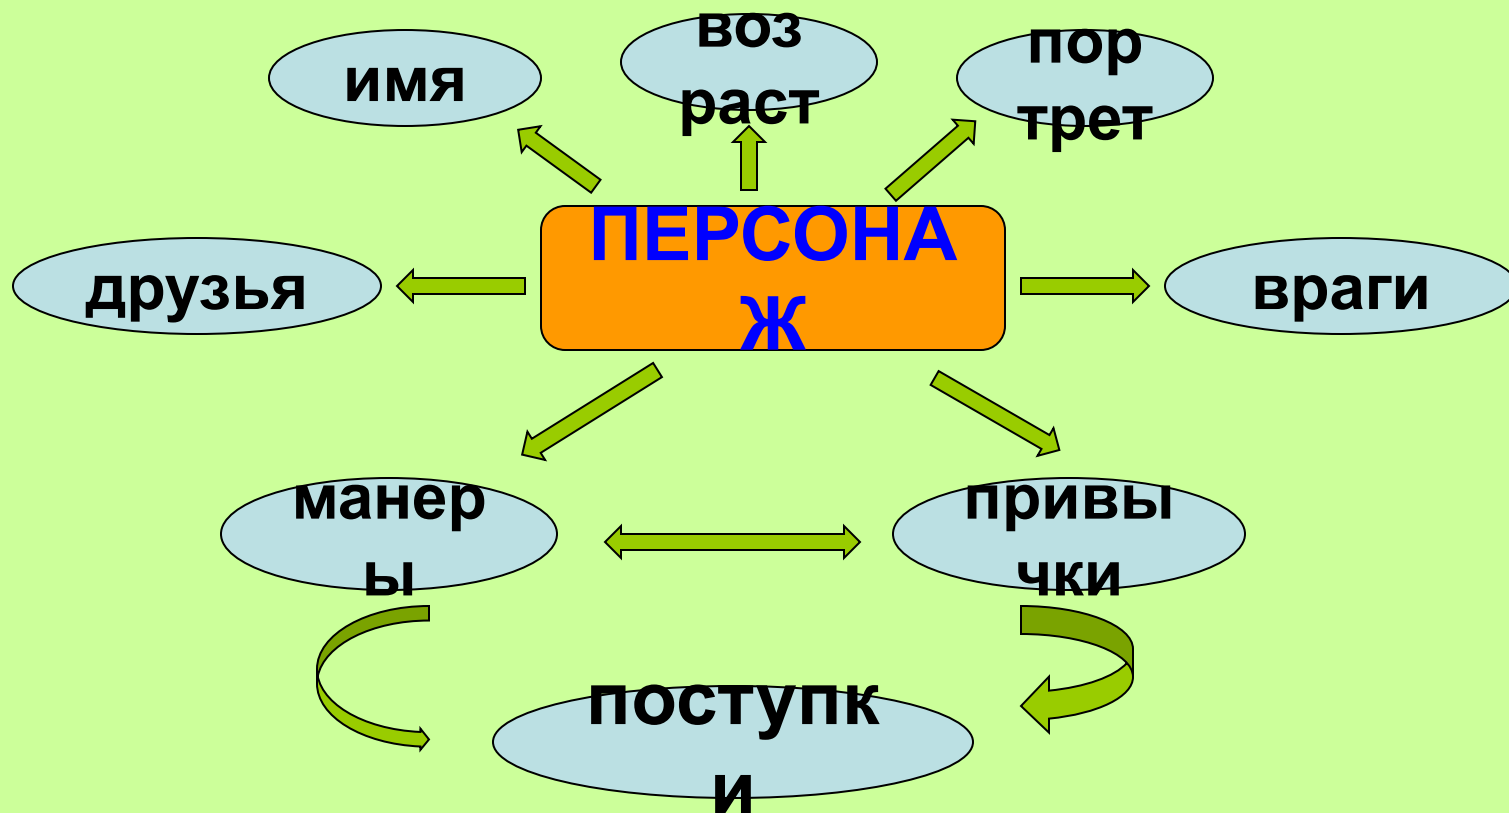 имя
воз
раст
пор
трет
ПЕРСОНА
Ж
друзья
враги
манер
ы
привы
чки
поступк
и